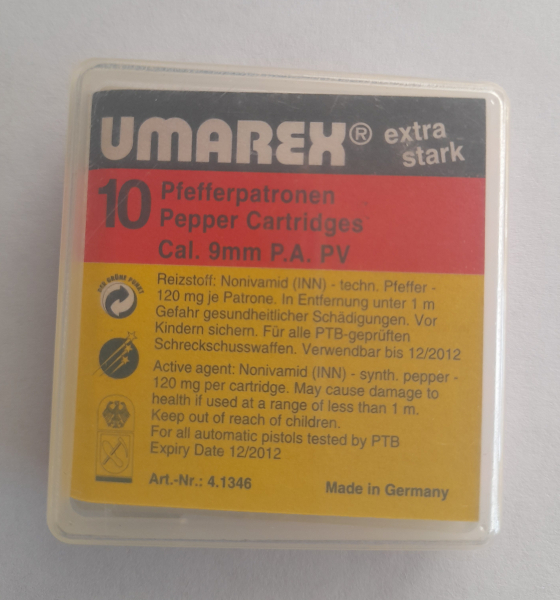 UMAREX® extra stark
10 Pfefferpatronen
Pepper Cartridges
Cal. 9mm P.A. PV
DER GRÜNE PUNKT
Reizstoff: Nonivamid (INN) - techn. Pfeffer -
120 mg je Patrone. In Entfernung unter 1 m
Gefahr gesundheitlicher Schädigungen. Vor
Kindern sichern. Für alle PTB-geprüften
Schreckschusswaffen. Verwendbar bis 12/2012
Active agent: Nonivamid (INN) - synth. pepper -
120 mg per cartridge. May cause damage to
health if used at a range of less than 1 m.
Keep out of reach of children.
For all automatic pistols tested by PTB
Expiry Date 12/2012
Art.-Nr.: 4.1346 Made in Germany